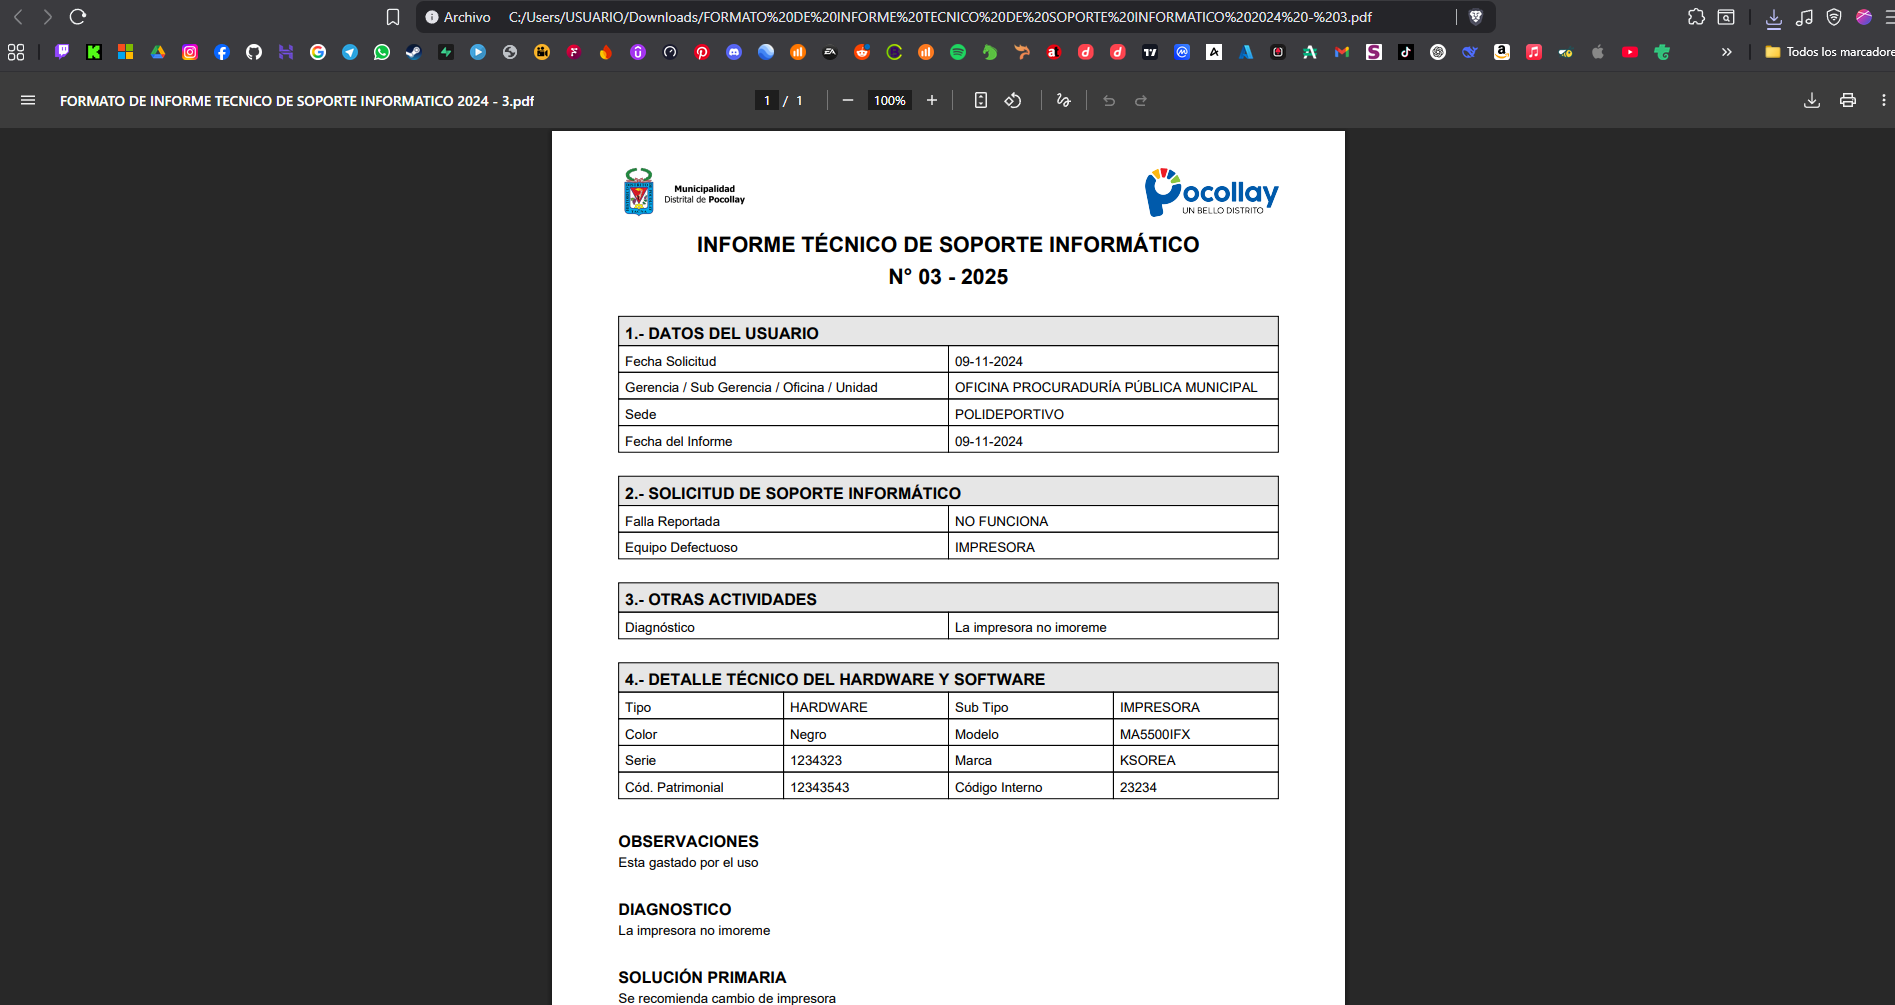 Archivo C:/Users/USUARIO/Downloads/FORMATO%20DE%20INFORME%20TECNICO%20DE%20SOPORTE%20INFORMATICO%202024%20-%203.pdf
Todos los marcadore
FORMATO DE INFORME TECNICO DE SOPORTE INFORMATICO 2024 - 3.pdf
1 / 1
100%
Municipalidad
Distrital de Pocollay
Pocollay
UN BELLO DISTRITO
INFORME TÉCNICO DE SOPORTE INFORMÁTICO
N° 03 - 2025
1.- DATOS DEL USUARIO
Fecha Solicitud 09-11-2024
Gerencia / Sub Gerencia / Oficina / Unidad OFICINA PROCURADURÍA PÚBLICA MUNICIPAL
Sede POLIDEPORTIVO
Fecha del Informe 09-11-2024
2.- SOLICITUD DE SOPORTE INFORMÁTICO
Falla Reportada NO FUNCIONA
Equipo Defectuoso IMPRESORA
3.- OTRAS ACTIVIDADES
Diagnóstico La impresora no imoreme
4.- DETALLE TÉCNICO DEL HARDWARE Y SOFTWARE
Tipo HARDWARE Sub Tipo IMPRESORA
Color Negro Modelo MA5500IFX
Serie 1234323 Marca KSOREA
Cód. Patrimonial 12343543 Código Interno 23234
OBSERVACIONES
Esta gastado por el uso
DIAGNOSTICO
La impresora no imoreme
SOLUCIÓN PRIMARIA
Se recomienda cambio de impresora